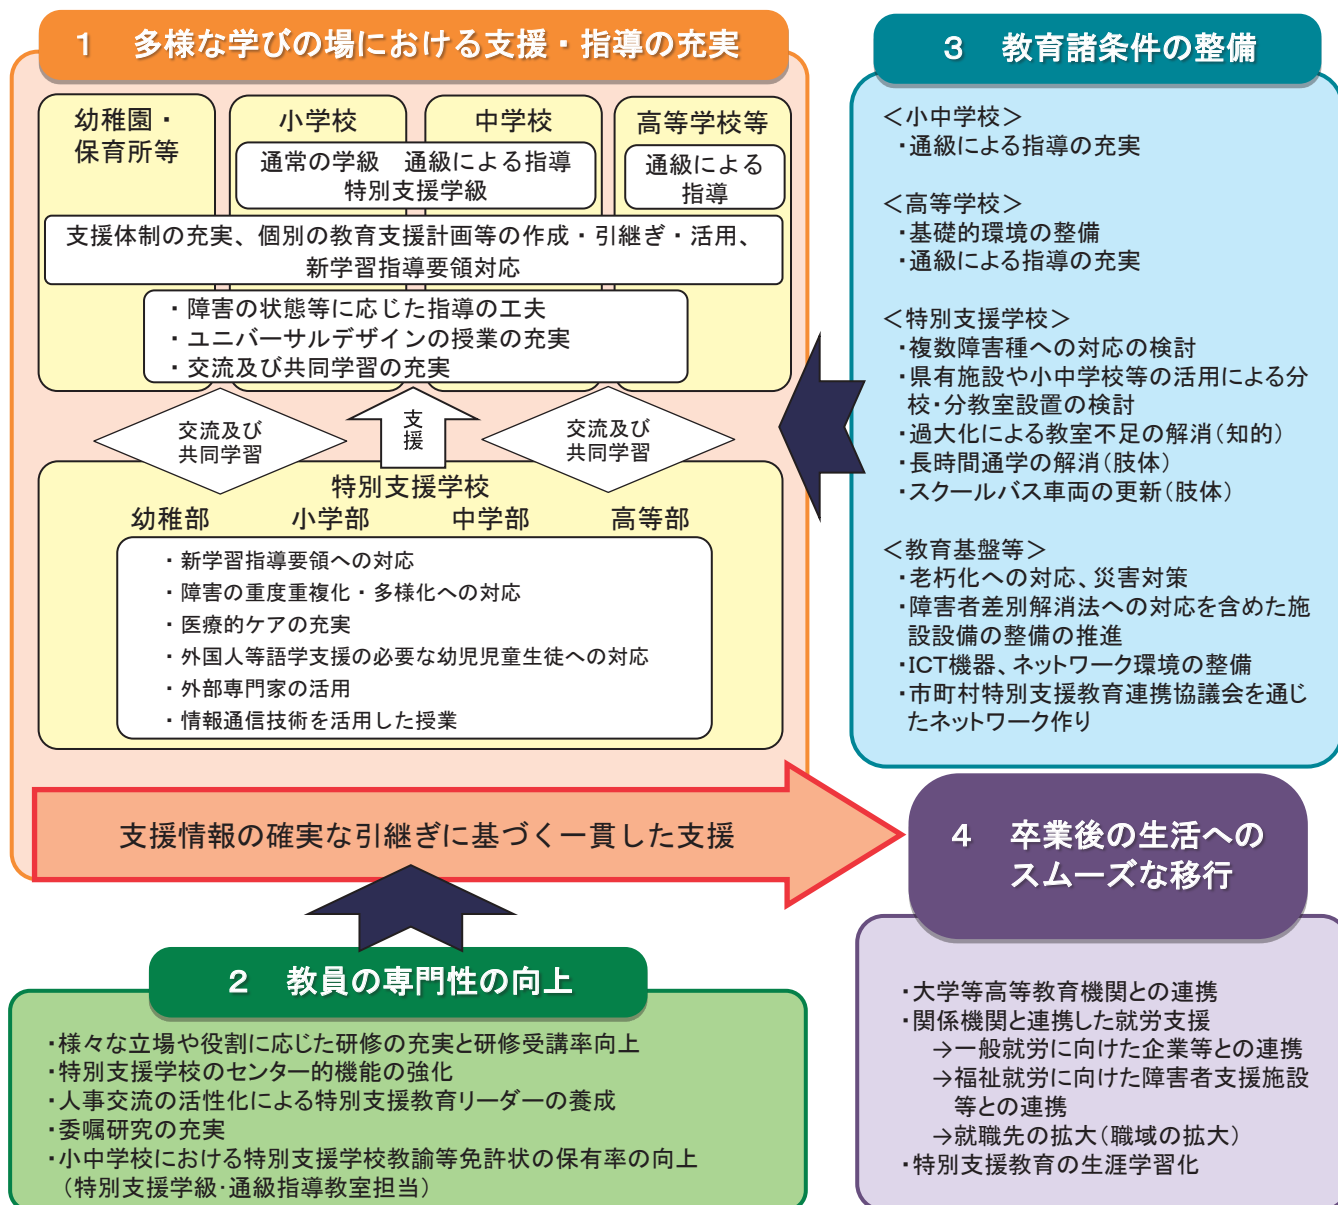 １　多様な学びの場における支援・指導の充実
幼稚園・
保育所等
小学校
中学校
高等学校等
通常の学級　通級による指導
特別支援学級
通級による
指導
支援体制の充実、個別の教育支援計画等の作成・引継ぎ・活用、
新学習指導要領対応
・障害の状態等に応じた指導の工夫
・ユニバーサルデザインの授業の充実
・交流及び共同学習の充実
交流及び
共同学習
支
援
交流及び
共同学習
特別支援学校
幼稚部　小学部　中学部　高等部
・新学習指導要領への対応
・障害の重度重複化・多様化への対応
・医療的ケアの充実
・外国人等語学支援の必要な幼児児童生徒への対応
・外部専門家の活用
・情報通信技術を活用した授業
支援情報の確実な引継ぎに基づく一貫した支援
２　教員の専門性の向上
・様々な立場や役割に応じた研修の充実と研修受講率向上
・特別支援学校のセンター的機能の強化
・人事交流の活性化による特別支援教育リーダーの養成
・委嘱研究の充実
・小中学校における特別支援学校教諭等免許状の保有率の向上
（特別支援学級・通級指導教室担当）
３　教育諸条件の整備
＜小中学校＞
・通級による指導の充実
＜高等学校＞
・基礎的環境の整備
・通級による指導の充実
＜特別支援学校＞
・複数障害種への対応の検討
・県有施設や小中学校等の活用による分
校・分教室設置の検討
・過大化による教室不足の解消（知的）
・長時間通学の解消（肢体）
・スクールバス車両の更新（肢体）
＜教育基盤等＞
・老朽化への対応、災害対策
・障害者差別解消法への対応を含めた施
設設備の整備の推進
・ICT機器、ネットワーク環境の整備
・市町村特別支援教育連携協議会を通じ
たネットワーク作り
４　卒業後の生活への
スムーズな移行
・大学等高等教育機関との連携
・関係機関と連携した就労支援
→一般就労に向けた企業等との連携
→福祉就労に向けた障害者支援施設
等との連携
→就職先の拡大（職域の拡大）
・特別支援教育の生涯学習化